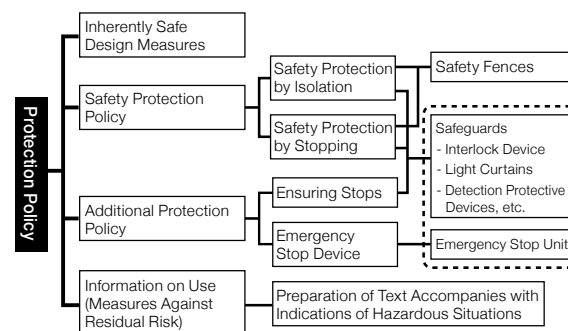 Protection Policy
Inherently Safe
Design Measures
Safety Protection
Policy
Safety Protection
by Isolation
Safety Protection
by Stopping
Safety Fences
Safeguards
- Interlock Device
- Light Curtains
- Detection Protective
Devices, etc.
Additional Protection
Policy
Ensuring Stops
Emergency
Stop Device
Emergency Stop Unit
Information on Use
(Measures Against
Residual Risk)
Preparation of Text Accompanies with
Indications of Hazardous Situations